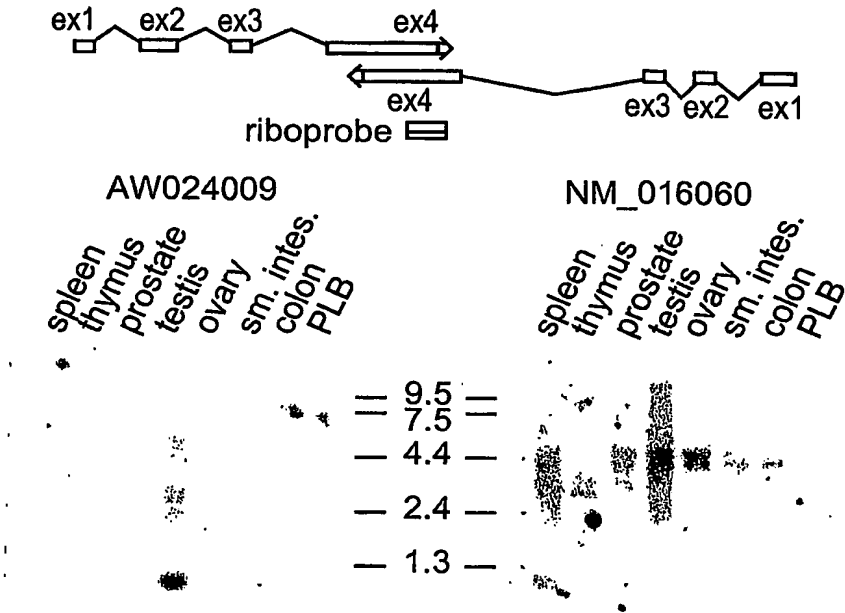 ex1 ex2 ex3 ex4
ex4 ex3 ex2 ex1
riboprobe
AW024009 NM_016060
spleen thymus prostate testis ovary sm. intes. colon PLB
spleen thymus prostate testis ovary sm. intes. colon PLB
9.5
7.5
4.4
2.4
1.3